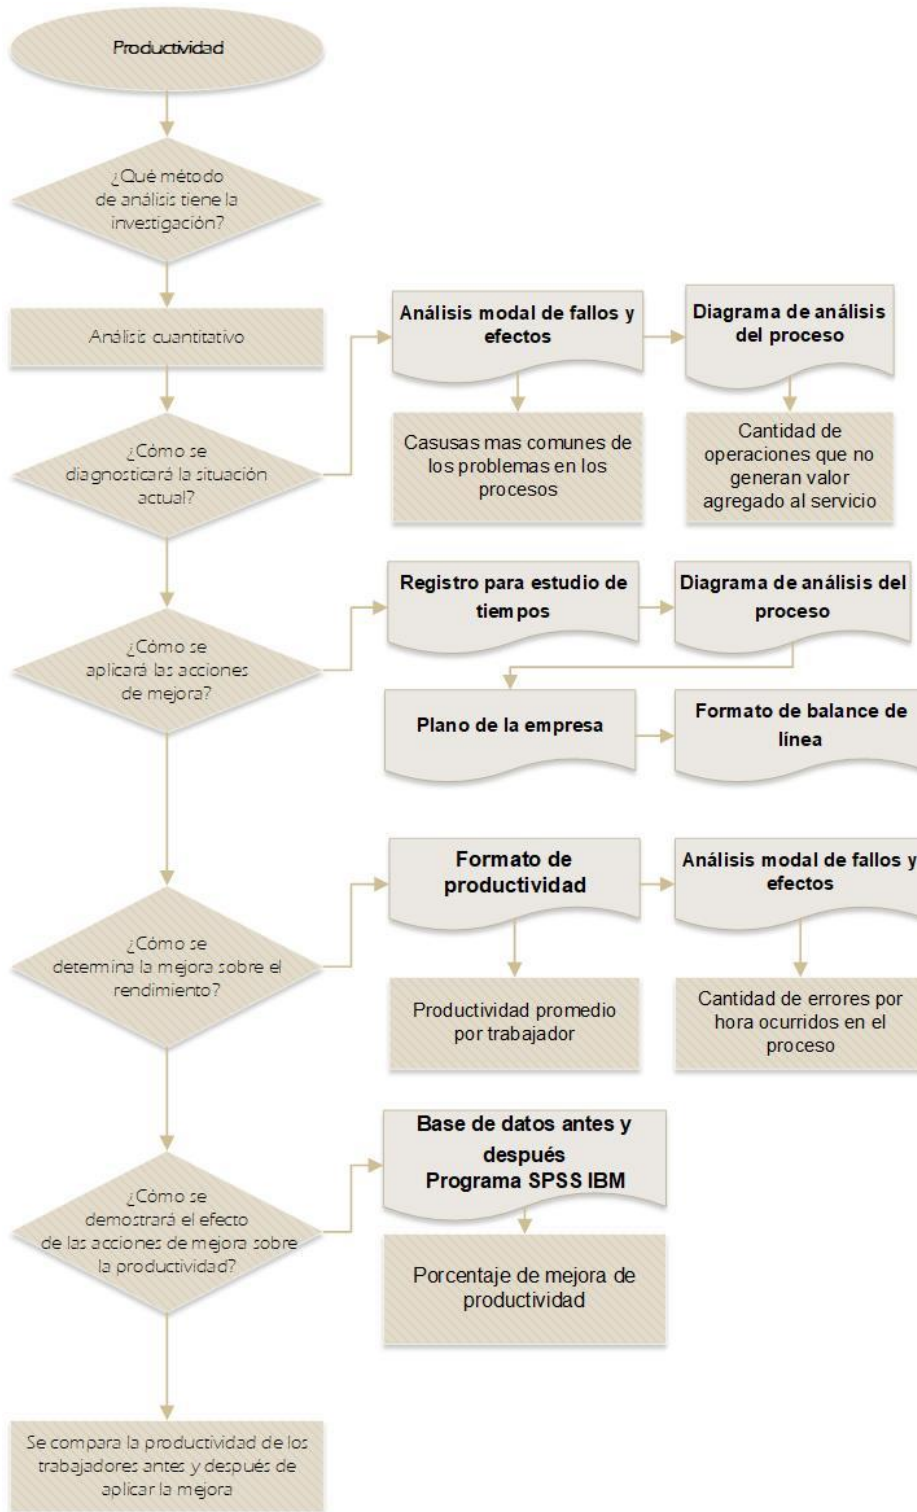 Productividad
¿Qué método
de análisis tiene la
investigación?
Análisis cuantitativo
¿Cómo se
diagnosticará la situación
actual?
Análisis modal de fallos y
efectos
Diagrama de análisis
del proceso
Casusas mas comunes de
los problemas en los
procesos
Cantidad de
operaciones que no
generan valor
agregado al servicio
¿Cómo se
aplicará las acciones
de mejora?
Registro para estudio de
tiempos
Diagrama de análisis del
proceso
Plano de la empresa
Formato de balance de
línea
¿Cómo se
determina la mejora sobre el
rendimiento?
Formato de
productividad
Análisis modal de fallos y
efectos
Productividad promedio
por trabajador
Cantidad de errores por
hora ocurridos en el
proceso
¿Cómo se
demostrará el efecto
de las acciones de mejora sobre
la productividad?
Base de datos antes y
después
Programa SPSS IBM
Porcentaje de mejora de
productividad
Se compara la productividad de los
trabajadores antes y después de
aplicar la mejora